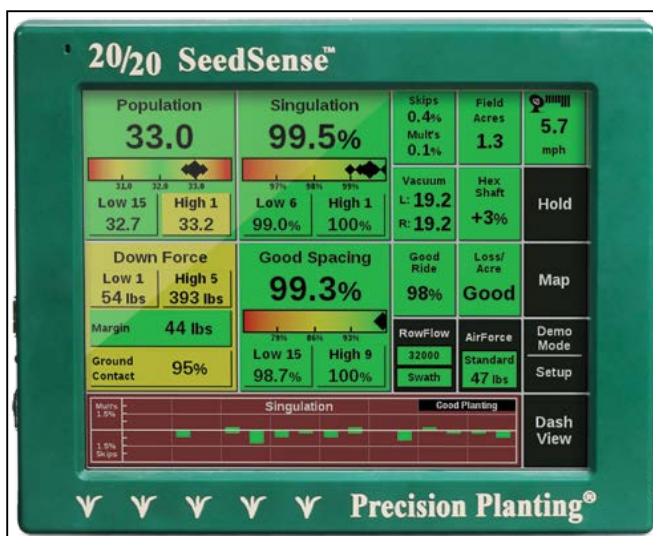 20/20 SeedSense™
Population
33.0
31.0 32.0 33.0
Low 15
32.7
High 1
33.2
Singulation
99.5%
97% 98% 99%
Low 6
99.0%
High 1
100%
Skips
0.4%
Mult's
0.1%
Field
Acres
1.3
5.7
mph
Vacuum
L: 19.2
R: 19.2
Hex
Shaft
+3%
Hold
Down Force
Low 1
54 lbs
High 5
393 lbs
Margin 44 lbs
Ground
Contact 95%
Good Spacing
99.3%
79% 86% 93%
Low 15
98.7%
High 9
100%
Good
Ride
98%
Loss/
Acre
Good
Map
RowFlow
32000
Swath
AirForce
Standard
47 lbs
Demo
Mode
Setup
Mult's
1.5%
Singulation
Good Planting
1.5%
Skips
Dash
View
Precision Planting®